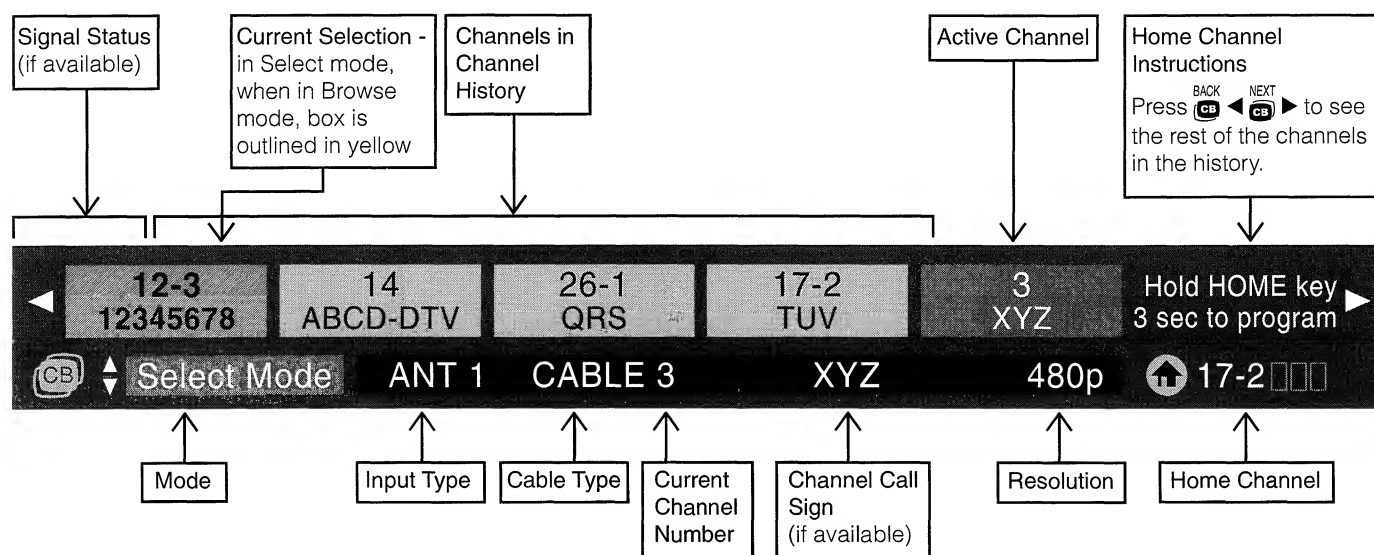 Signal Status
(if available)
Current Selection -
in Select mode,
when in Browse
mode, box is
outlined in yellow
Channels in
Channel
History
Active Channel
Home Channel
Instructions
BACK NEXT
Press CB ◀ CB ▶ to see
the rest of the channels
in the history.
12-3
12345678
14
ABCD-DTV
26-1
QRS
17-2
TUV
3
XYZ
Hold HOME key
3 sec to program
CB Select Mode ANT 1 CABLE 3 XYZ 480p 17-2
Mode
Input Type
Cable Type
Current
Channel
Number
Channel Call
Sign
(if available)
Resolution
Home Channel